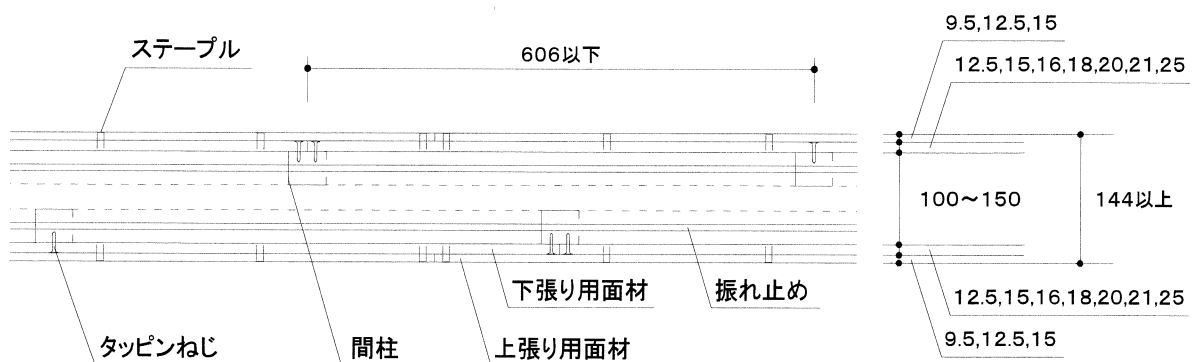 ステープル
606以下
9.5,12.5,15
12.5,15,16,18,20,21,25
100～150
144以上
下張り用面材
振れ止め
12.5,15,16,18,20,21,25
タッピンねじ
間柱
上張り用面材
9.5,12.5,15